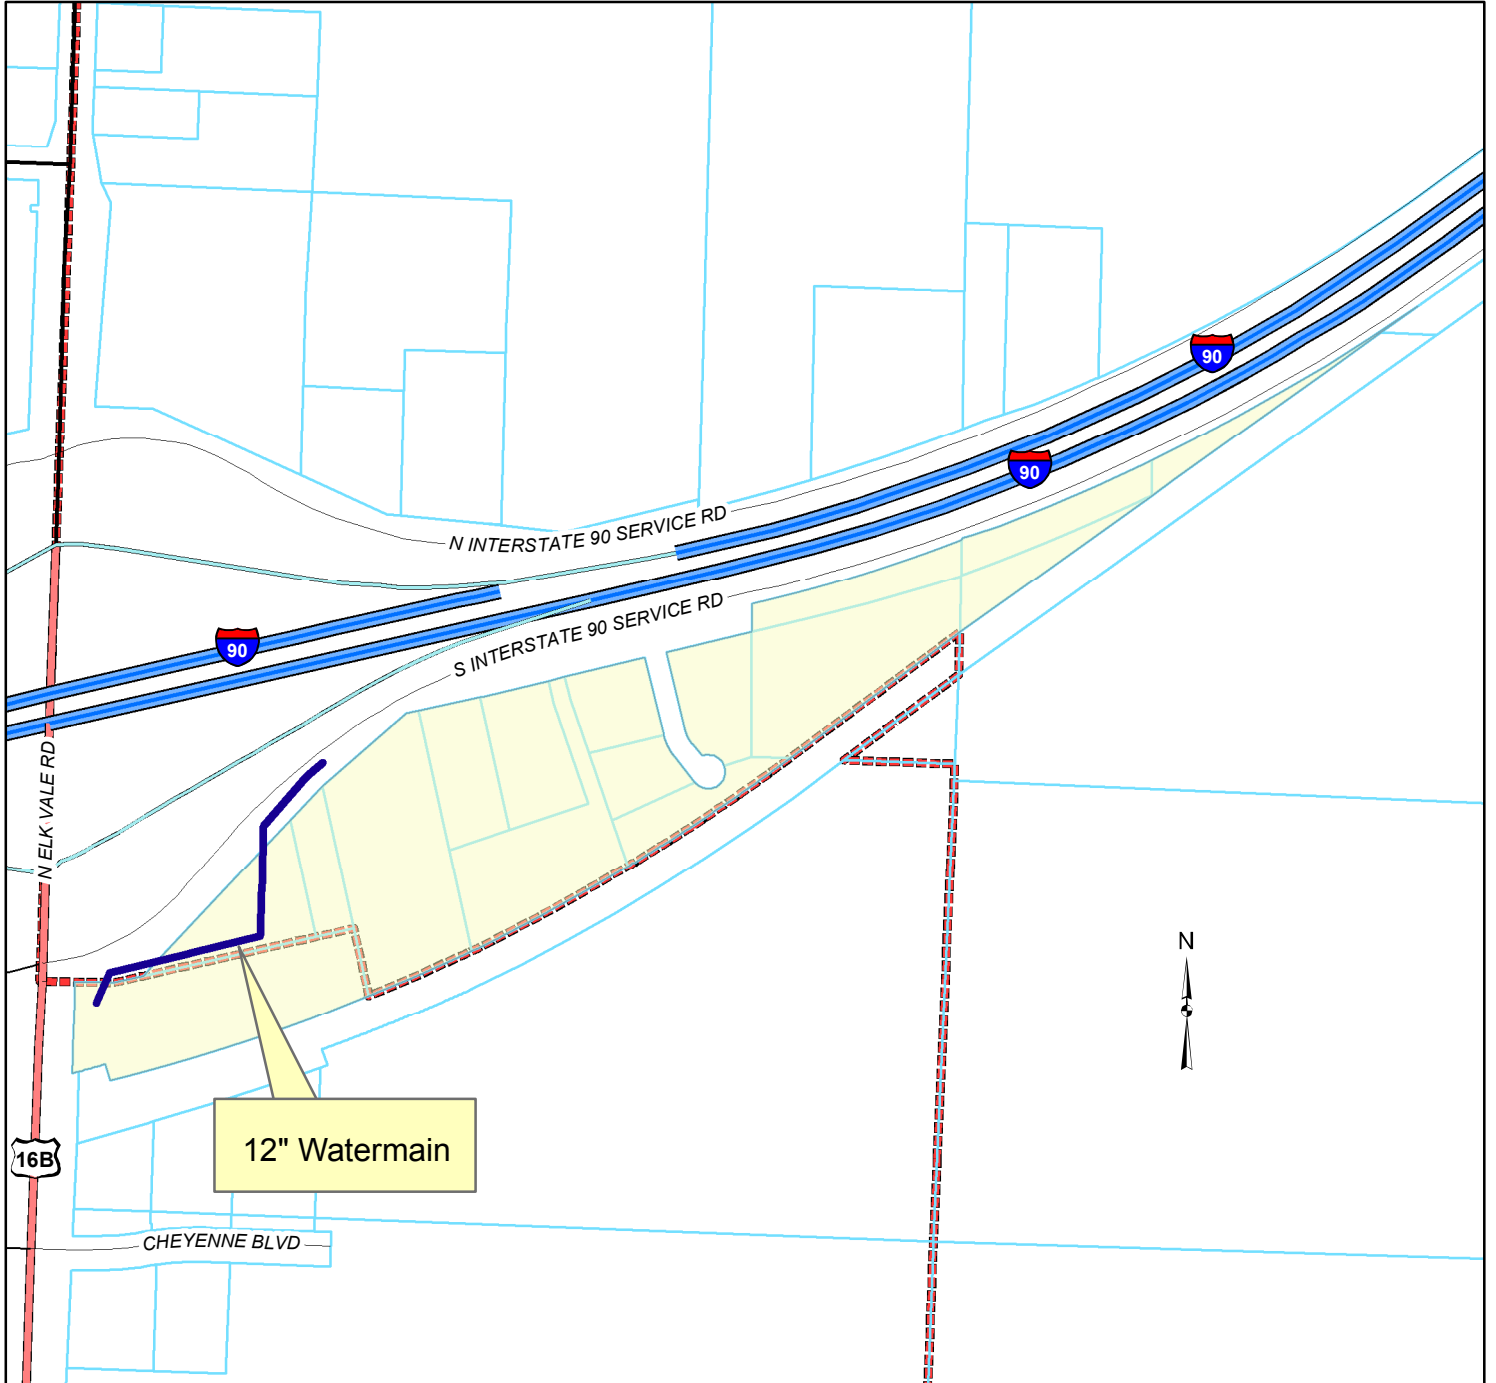 90
N INTERSTATE 90 SERVICE RD
90
S INTERSTATE 90 SERVICE RD
90
N ELK VALE RD
N
12" Watermain
16B
CHEYENNE BLVD